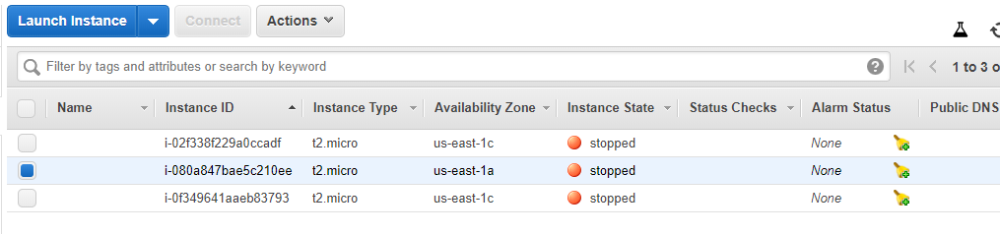 Launch Instance Connect Actions
Filter by tags and attributes or search by keyword ? 1 to 3 o
Name Instance ID Instance Type Availability Zone Instance State Status Checks Alarm Status Public DNS
i-02f338f229a0ccadf t2.micro us-east-1c stopped None
i-080a847bae5c210ee t2.micro us-east-1a stopped None
i-0f349641aaeb83793 t2.micro us-east-1c stopped None